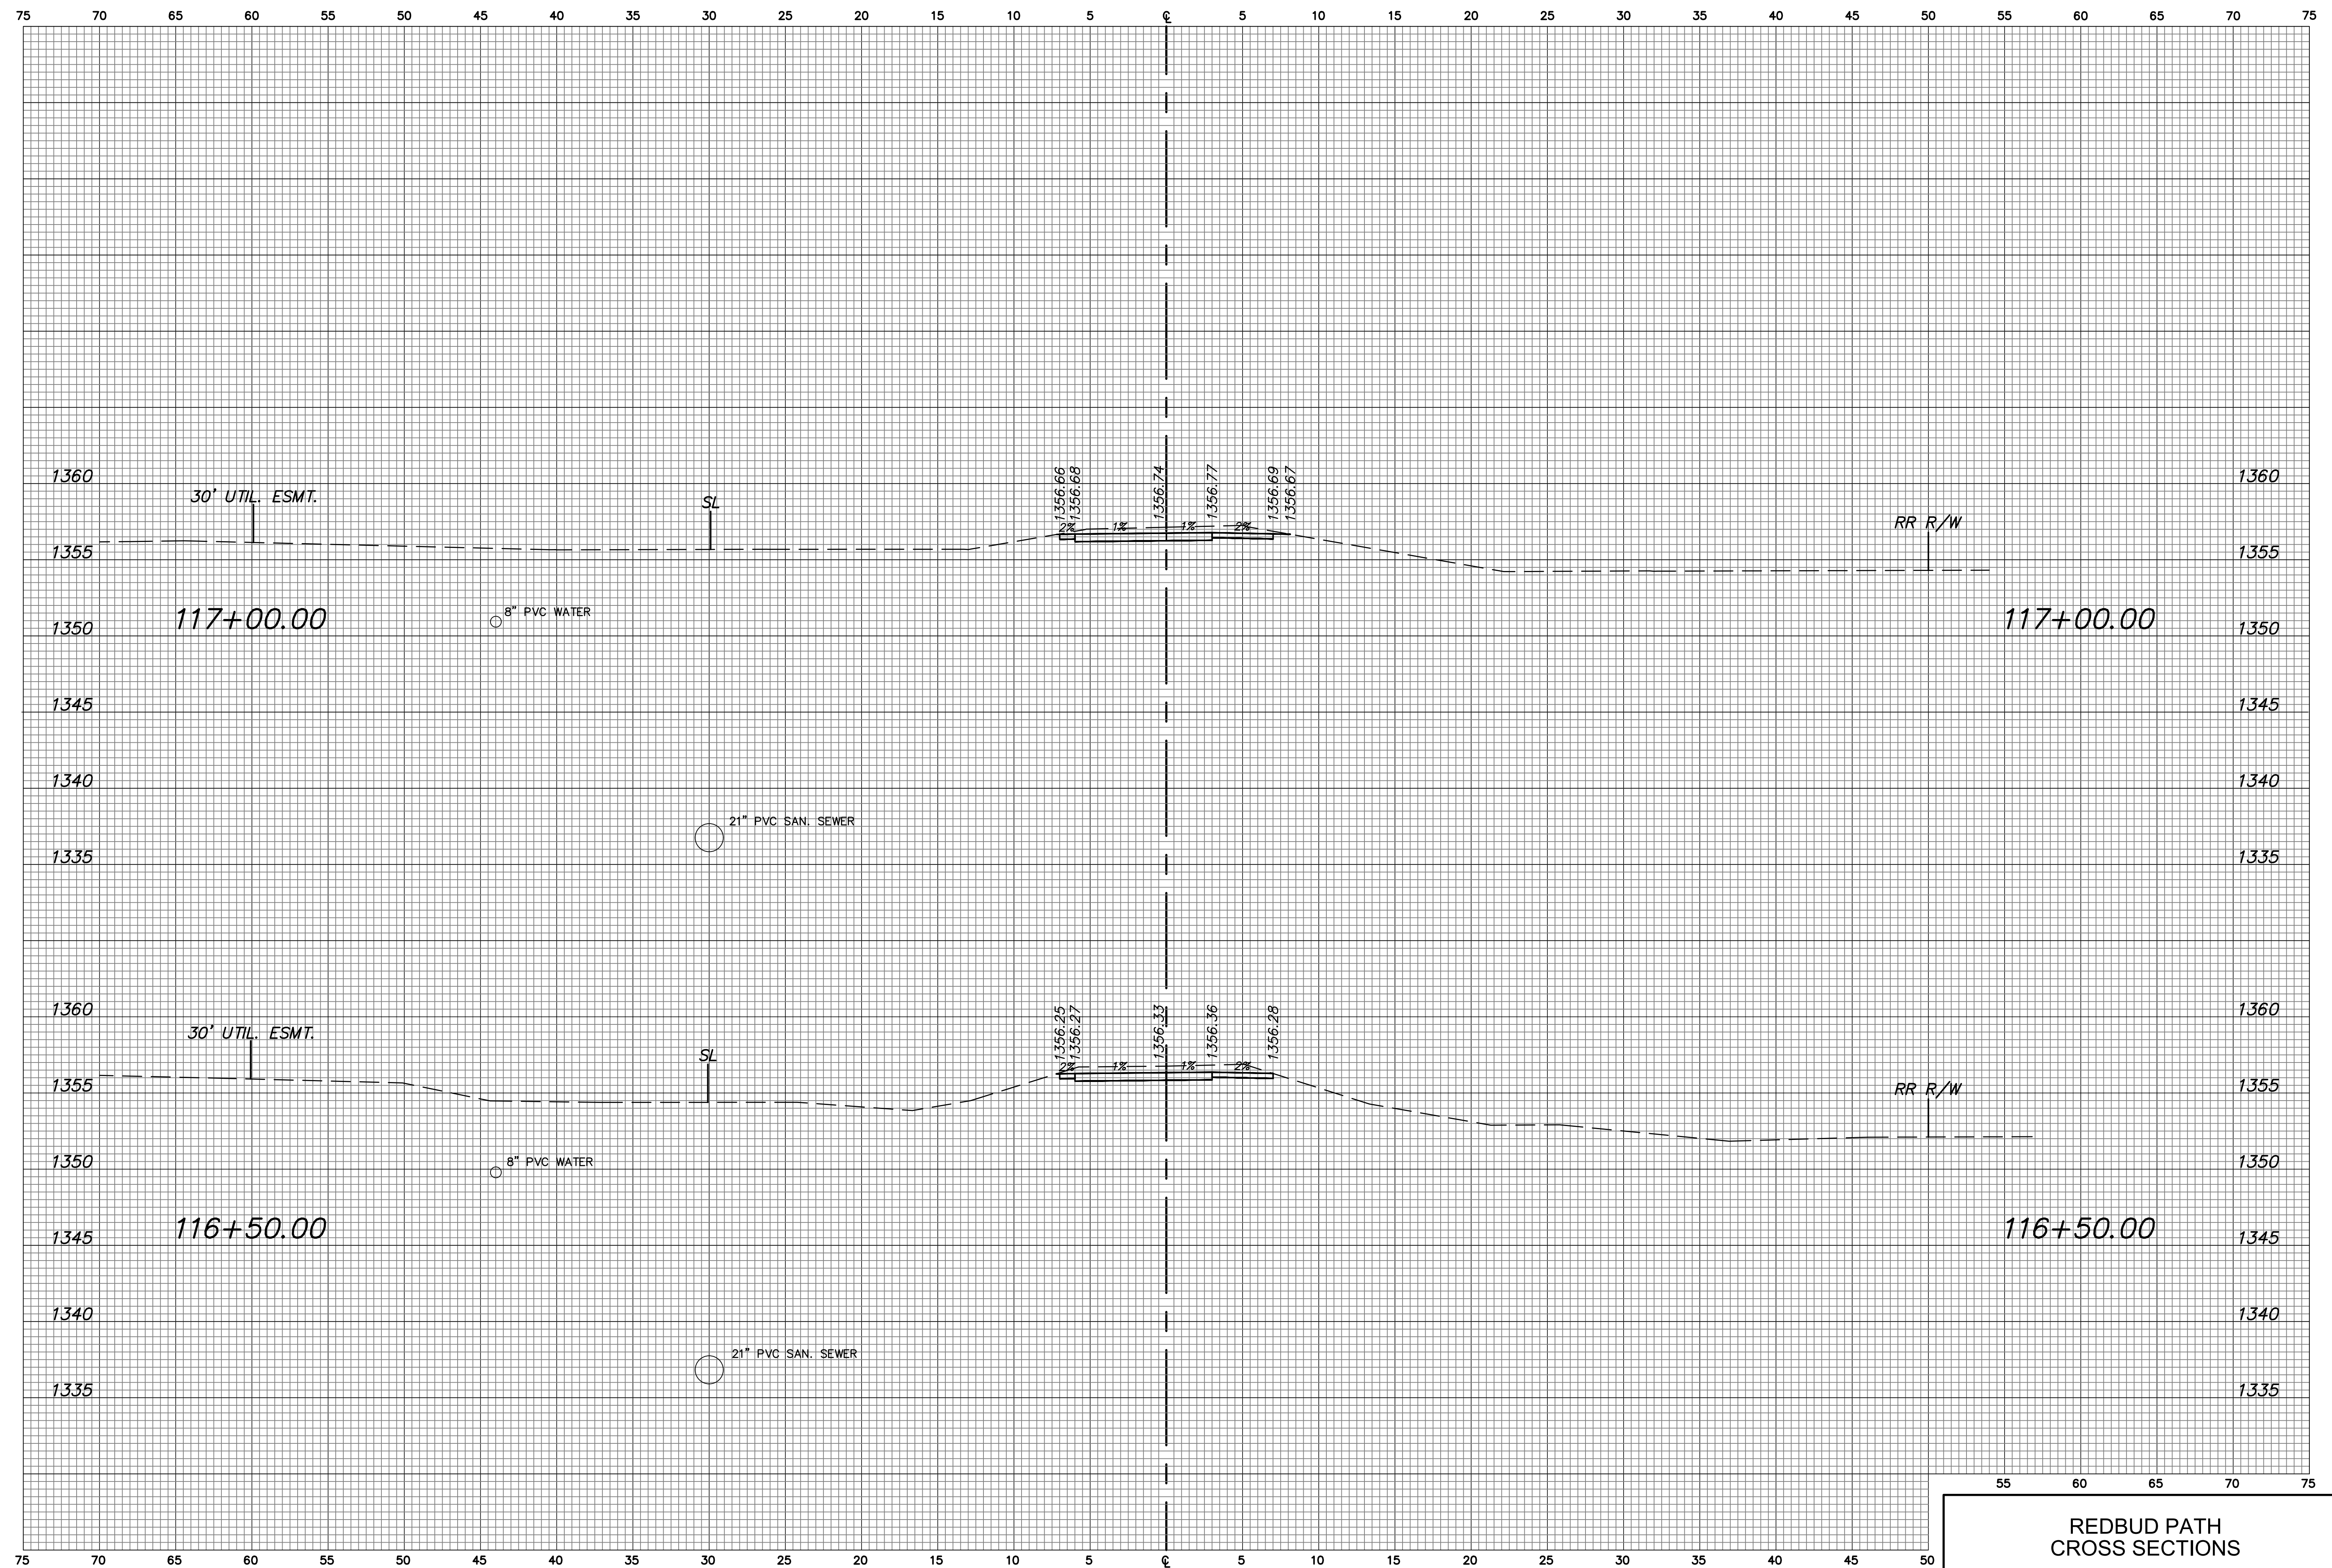 75 70 65 60 55 50 45 40 35 30 25 20 15 10 5 ℄ 5 10 15 20 25 30 35 40 45 50 55 60 65 70 75
1356.66 1356.68 1356.74 1356.77 1356.69 1356.67
1360 1360
30' UTIL. ESMT. SL RR R/W
2% 1% 1% 2%
1355 1355
8" PVC WATER
117+00.00 117+00.00
1350 1350
1345 1345
1340 1340
21" PVC SAN. SEWER
1335 1335
1356.25 1356.27 1356.33 1356.36 1356.28
1360 1360
30' UTIL. ESMT. SL
2% 1% 1% 2%
1355 RR R/W 1355
8" PVC WATER
1350 1350
116+50.00 116+50.00
1345 1345
1340 1340
21" PVC SAN. SEWER
1335 1335
55 60 65 70 75
REDBUD PATH
CROSS SECTIONS
75 70 65 60 55 50 45 40 35 30 25 20 15 10 5 ℄ 5 10 15 20 25 30 35 40 45 50